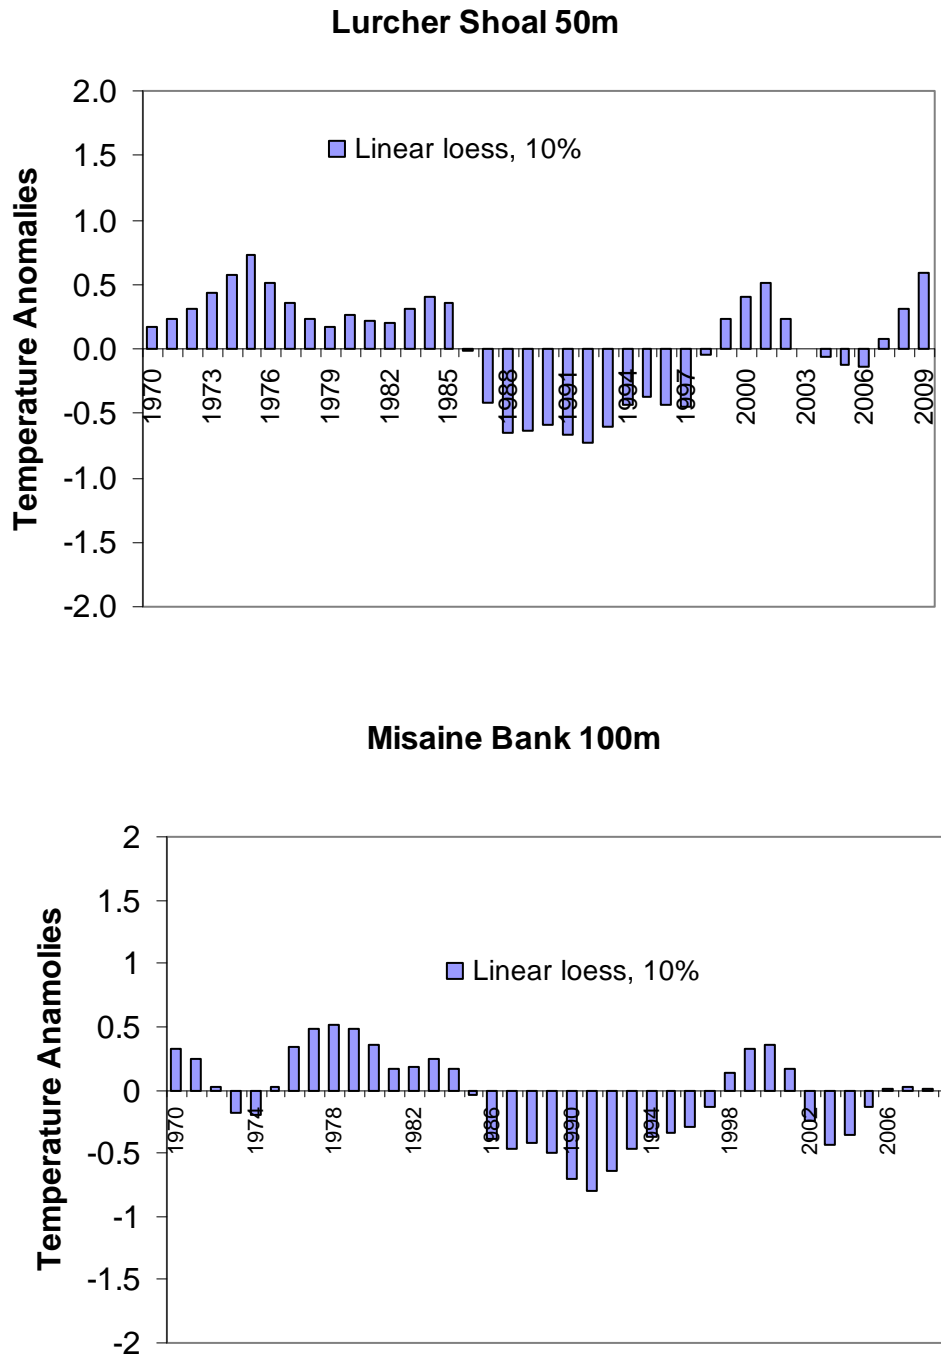 Lurcher Shoal 50m
2.0
1.5
1.0
0.5
0.0
-0.5
-1.0
-1.5
-2.0
Temperature Anomalies
Linear loess, 10%
1970 1973 1976 1979 1982 1985 1988 1991 1994 1997 2000 2003 2006 2009
Misaine Bank 100m
2
1.5
1
0.5
0
-0.5
-1
-1.5
-2
Temperature Anamolies
Linear loess, 10%
1970 1974 1978 1982 1986 1990 1994 1998 2002 2006